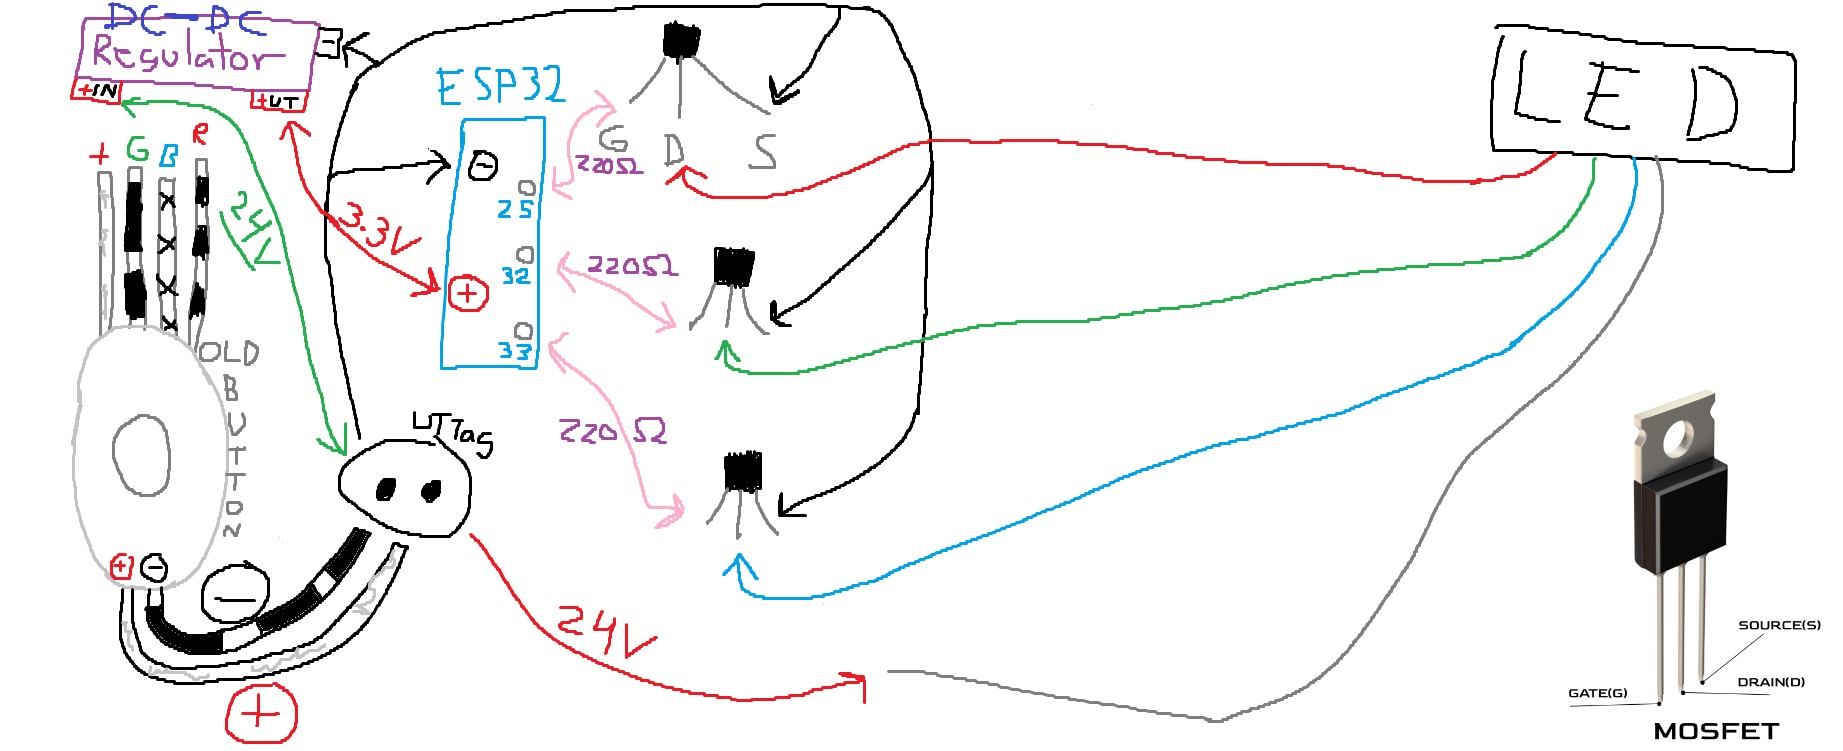 DC-DC
Regulator
-
+IN
+UT
ESP32
+
G
B
R
24V
3.3V
-
25
32
33
+
220Ω
220Ω
220Ω
G D S
LED
OLD
BUTTON
UTTag
+
-
-
+
24V
SOURCE(S)
DRAIN(D)
GATE(G)
MOSFET